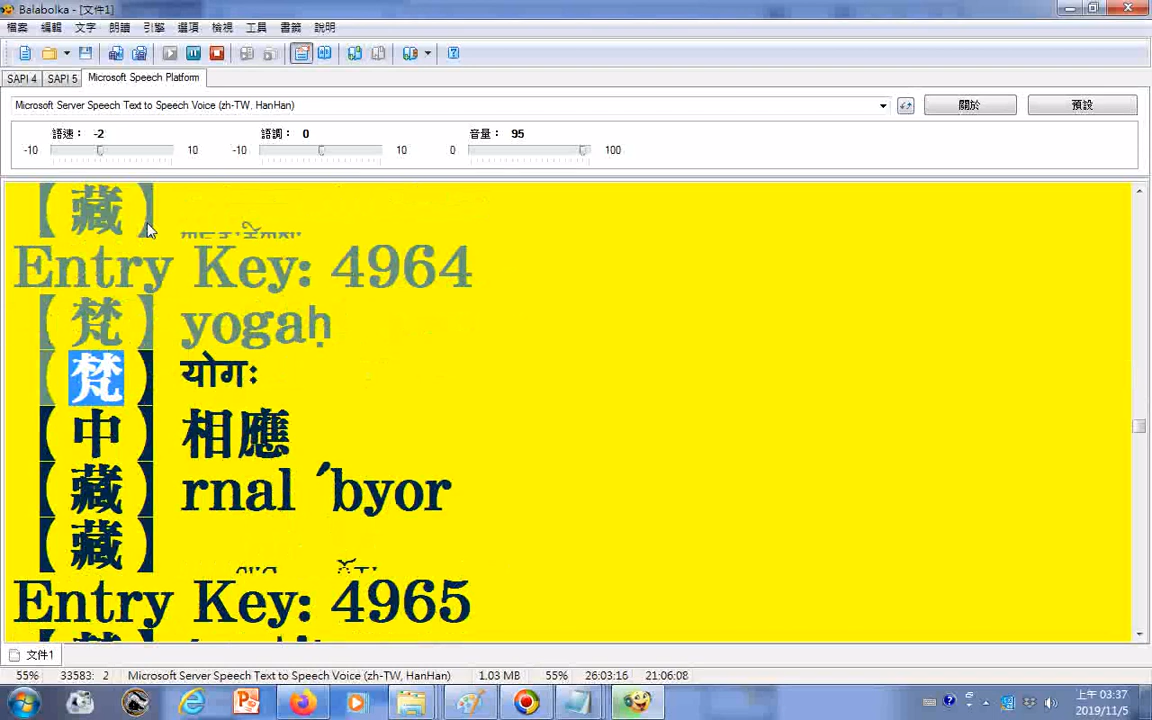 Balabolka - [文件1]
檔案 編輯 文字 朗讀 引擎 選項 檢視 工具 書籤 說明
SAPI 4 SAPI 5 Microsoft Speech Platform
Microsoft Server Speech Text to Speech Voice (zh-TW, HanHan) 關於 預設
語速: -2 語調: 0 音量: 95
-10 10 -10 10 0 100
【藏】
Entry Key: 4964
【梵】 yogaḥ
【梵】 योगः
【中】 相應
【藏】 rnal ´byor
【藏】
Entry Key: 4965
文件1
55% 33583: 2 Microsoft Server Speech Text to Speech Voice (zh-TW, HanHan) 1.03 MB 55% 26:03:16 21:06:08
上午 03:37
2019/11/5